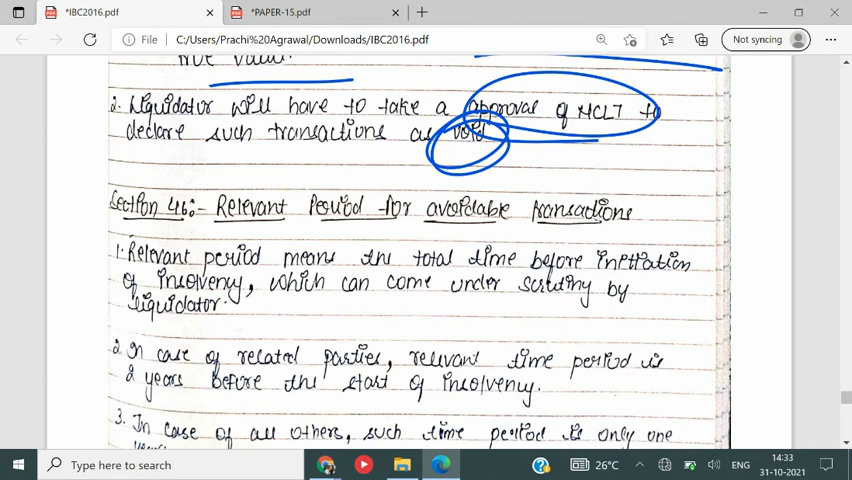 *IBC2016.pdf
*PAPER-15.pdf
File C:/Users/Prachi%20Agrawal/Downloads/IBC2016.pdf
Not syncing
true value.
2. Liquidator will have to take a approval of NCLT to
declare such transactions as void
Section 46:- Relevant Period for avoidable transactions
1. Relevant period means the total time before initiation
of insolvency, which can come under scrutiny by
liquidator.
2. In case of related parties, relevant time period is
2 years before the start of insolvency.
3. In case of all others, such time period is only one
Type here to search
26°C
ENG
14:33
31-10-2021